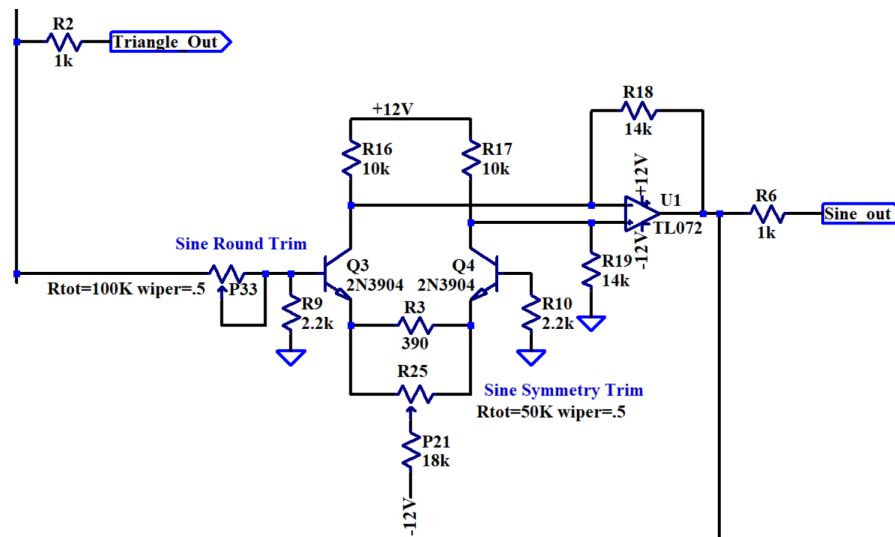 R2
Triangle_Out
1k
+12V
R18
14k
R16
10k
R17
10k
+12V
U1
TL072
-12V
R6
1k
Sine_out
Sine Round Trim
P33
Rtot=100K wiper=.5
Q3
2N3904
Q4
2N3904
R19
14k
R9
2.2k
R3
390
R10
2.2k
R25
Sine Symmetry Trim
Rtot=50K wiper=.5
P21
18k
-12V